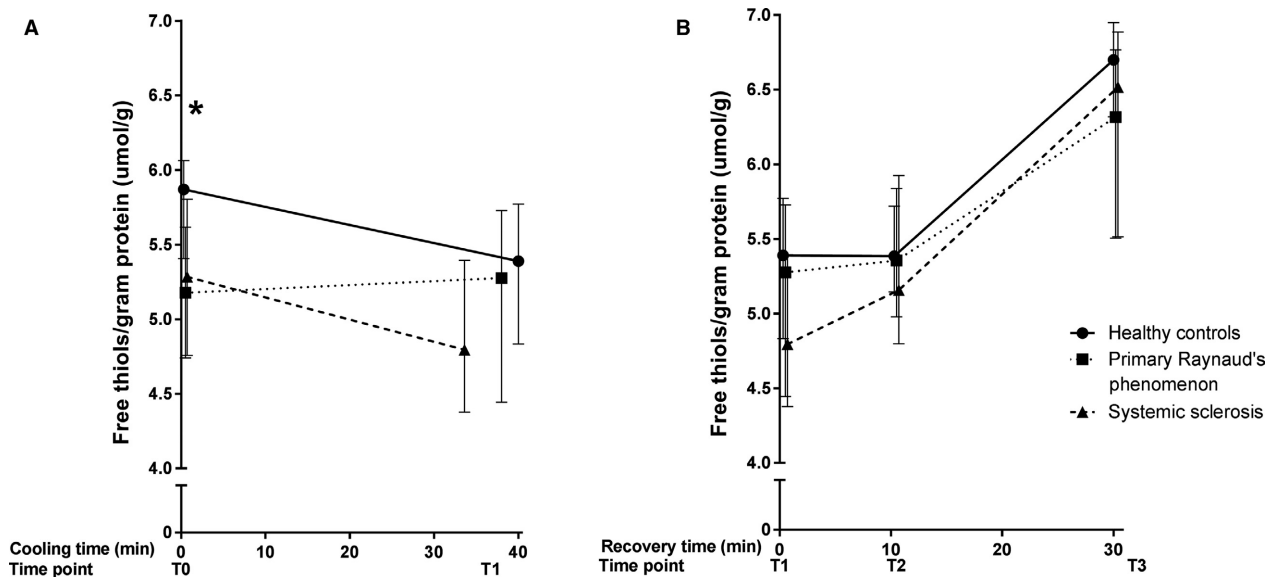 A
Free thiols/gram protein (umol/g)
7.0
6.5
6.0
5.5
5.0
4.5
4.0
0
*
Cooling time (min) 0 10 20 30 40
Time point T0 T1
B
Free thiols/gram protein (umol/g)
7.0
6.5
6.0
5.5
5.0
4.5
4.0
0
Recovery time (min) 0 10 20 30
Time point T1 T2 T3
Healthy controls
Primary Raynaud's
phenomenon
Systemic sclerosis